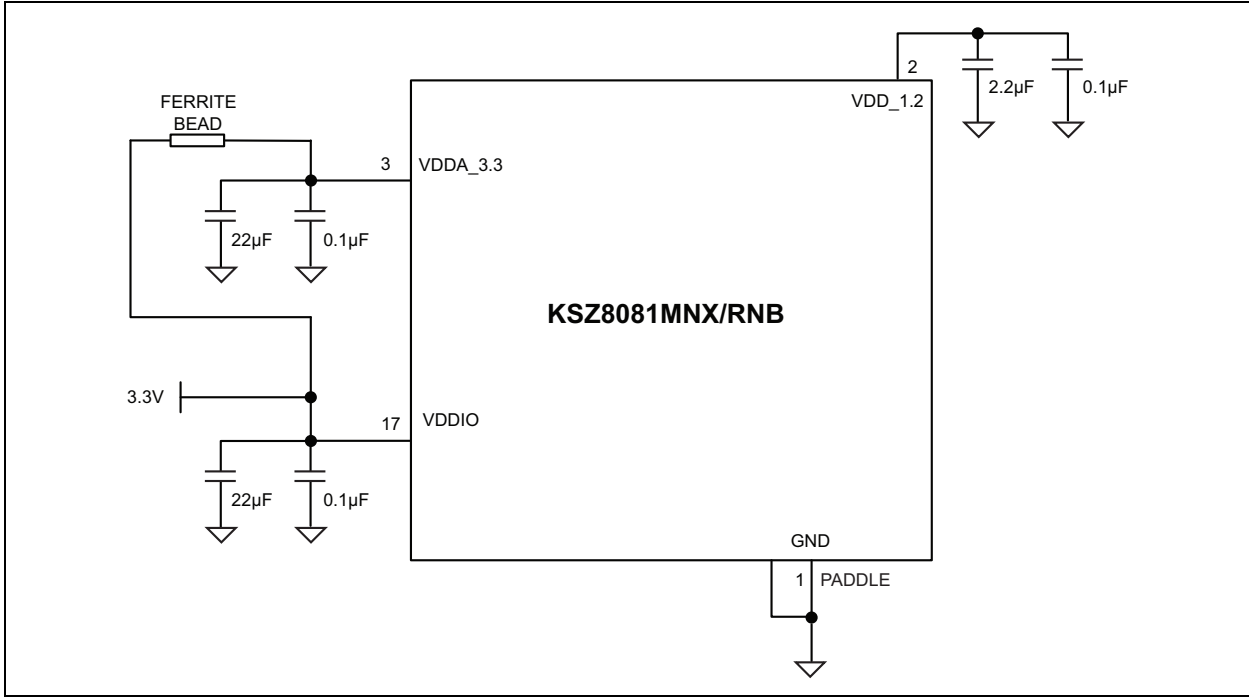 2
VDD_1.2
2.2µF
0.1µF
FERRITE
BEAD
3
VDDA_3.3
22µF
0.1µF
KSZ8081MNX/RNB
3.3V
17
VDDIO
22µF
0.1µF
GND
1
PADDLE